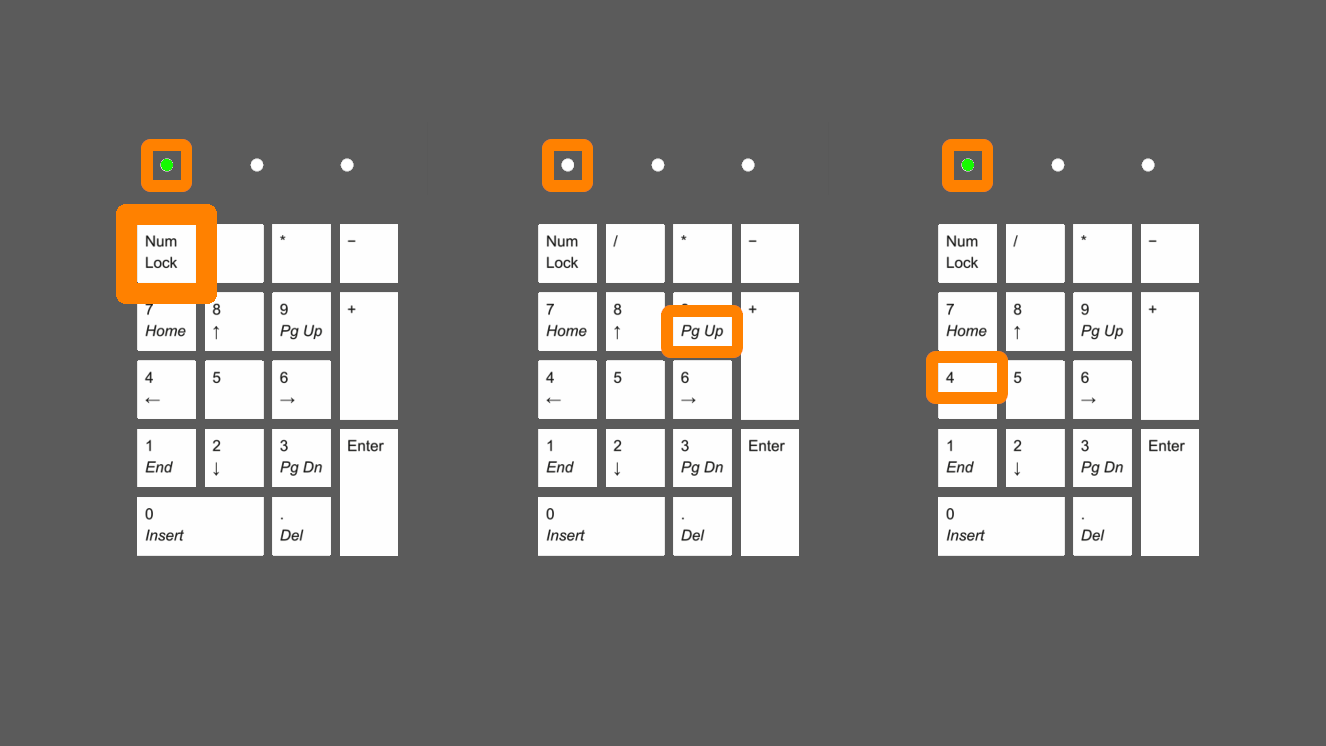 Num
Lock
*
−
7
Home
8
↑
9
Pg Up
+
4
←
5
6
→
1
End
2
↓
3
Pg Dn
Enter
0
Insert
.
Del
Num
Lock
/
*
−
7
Home
8
↑
Pg Up
+
4
←
5
6
→
1
End
2
↓
3
Pg Dn
Enter
0
Insert
.
Del
Num
Lock
/
*
−
7
Home
8
↑
9
Pg Up
+
4
5
6
→
1
End
2
↓
3
Pg Dn
Enter
0
Insert
.
Del